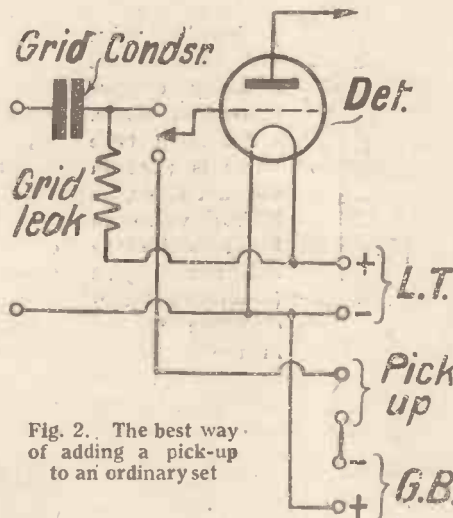 Grid Condsr.
Det.
Grid
leak
+
L.T.
-
Pick
up
-
G.B.
+
Fig. 2. The best way
of adding a pick-up
to an ordinary set